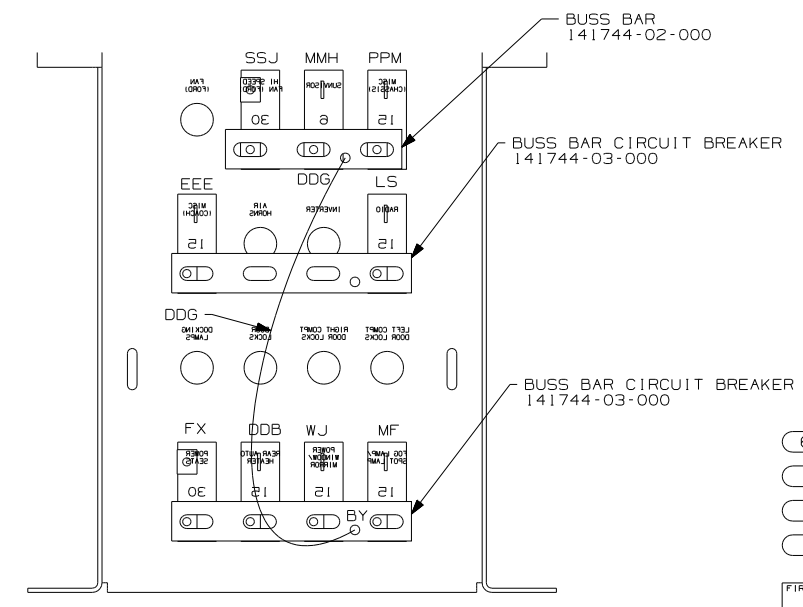 BUSS BAR
141744-02-000
SSJ MMH PPM
FAN
(FORD)
HI SPEED
FAN (FORD)
SUNVISOR
MISC
(CHASSIS)
30 6 15
BUSS BAR CIRCUIT BREAKER
141744-03-000
DDG
EEE LS
MISC
(COACH)
AIR
HORNS
INVERTER
RADIO
15 15
DDG
DOCKING
LAMPS
DOOR
LOCKS
RIGHT COMPT
DOOR LOCKS
LEFT COMPT
DOOR LOCKS
BUSS BAR CIRCUIT BREAKER
141744-03-000
FX DDB WJ MF
POWER
SEATS
REAR AUTO
HEATER
POWER
WINDOW/
MIRROR
FOG LAMP/
SPOT LAMP
30 15 15 15
BY